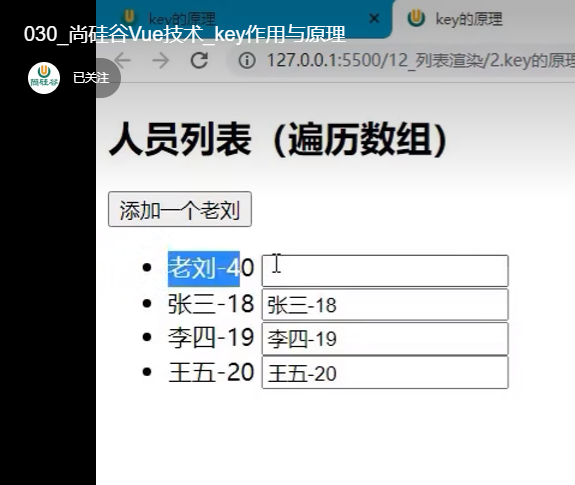 key的原理
key的原理
030_尚硅谷Vue技术_key作用与原理
尚硅谷
已关注
127.0.0.1:5500/12_列表渲染/2.key的原理
人员列表（遍历数组）
添加一个老刘
老刘-40
张三-18 张三-18
李四-19 李四-19
王五-20 王五-20